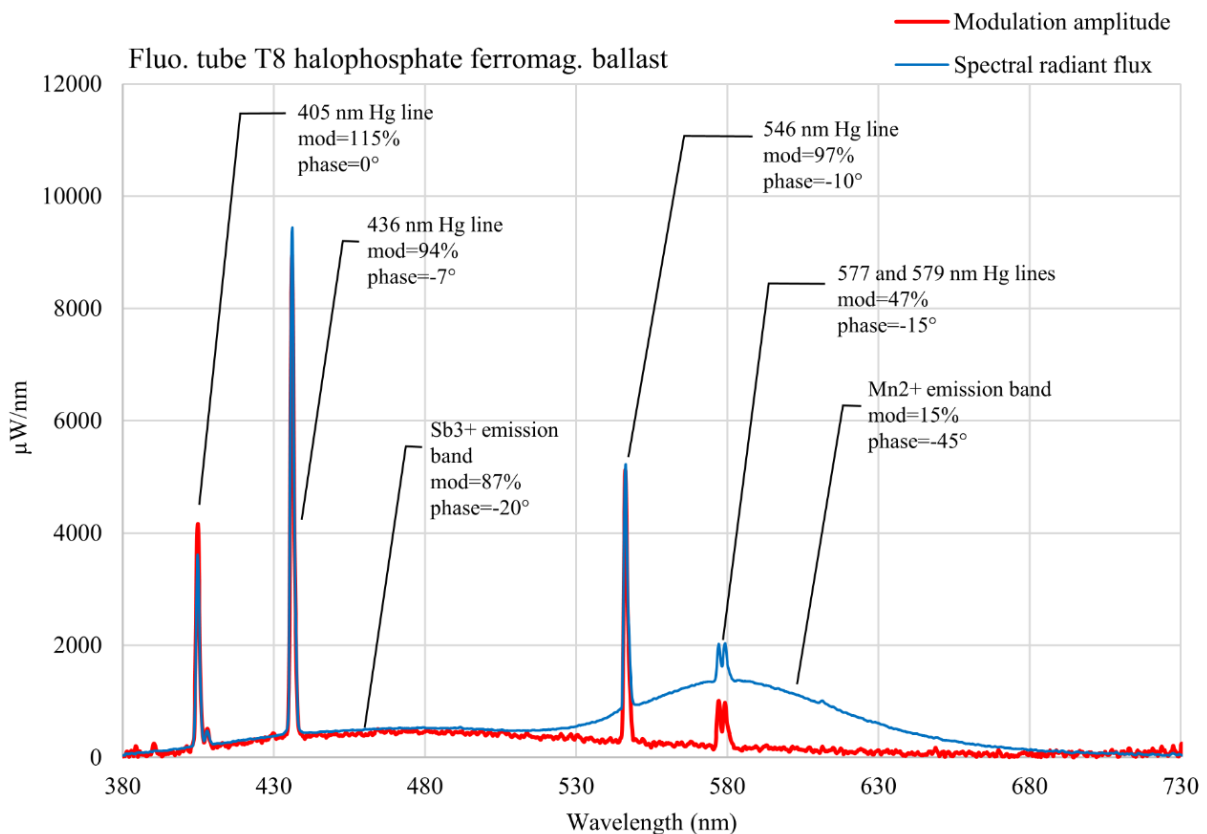 Modulation amplitude
Fluo. tube T8 halophosphate ferromag. ballast
Spectral radiant flux
12000
10000
8000
6000
4000
2000
0
µW/nm
405 nm Hg line
mod=115%
phase=0°
436 nm Hg line
mod=94%
phase=-7°
Sb3+ emission
band
mod=87%
phase=-20°
546 nm Hg line
mod=97%
phase=-10°
577 and 579 nm Hg lines
mod=47%
phase=-15°
Mn2+ emission band
mod=15%
phase=-45°
380
430
480
530
580
630
680
730
Wavelength (nm)